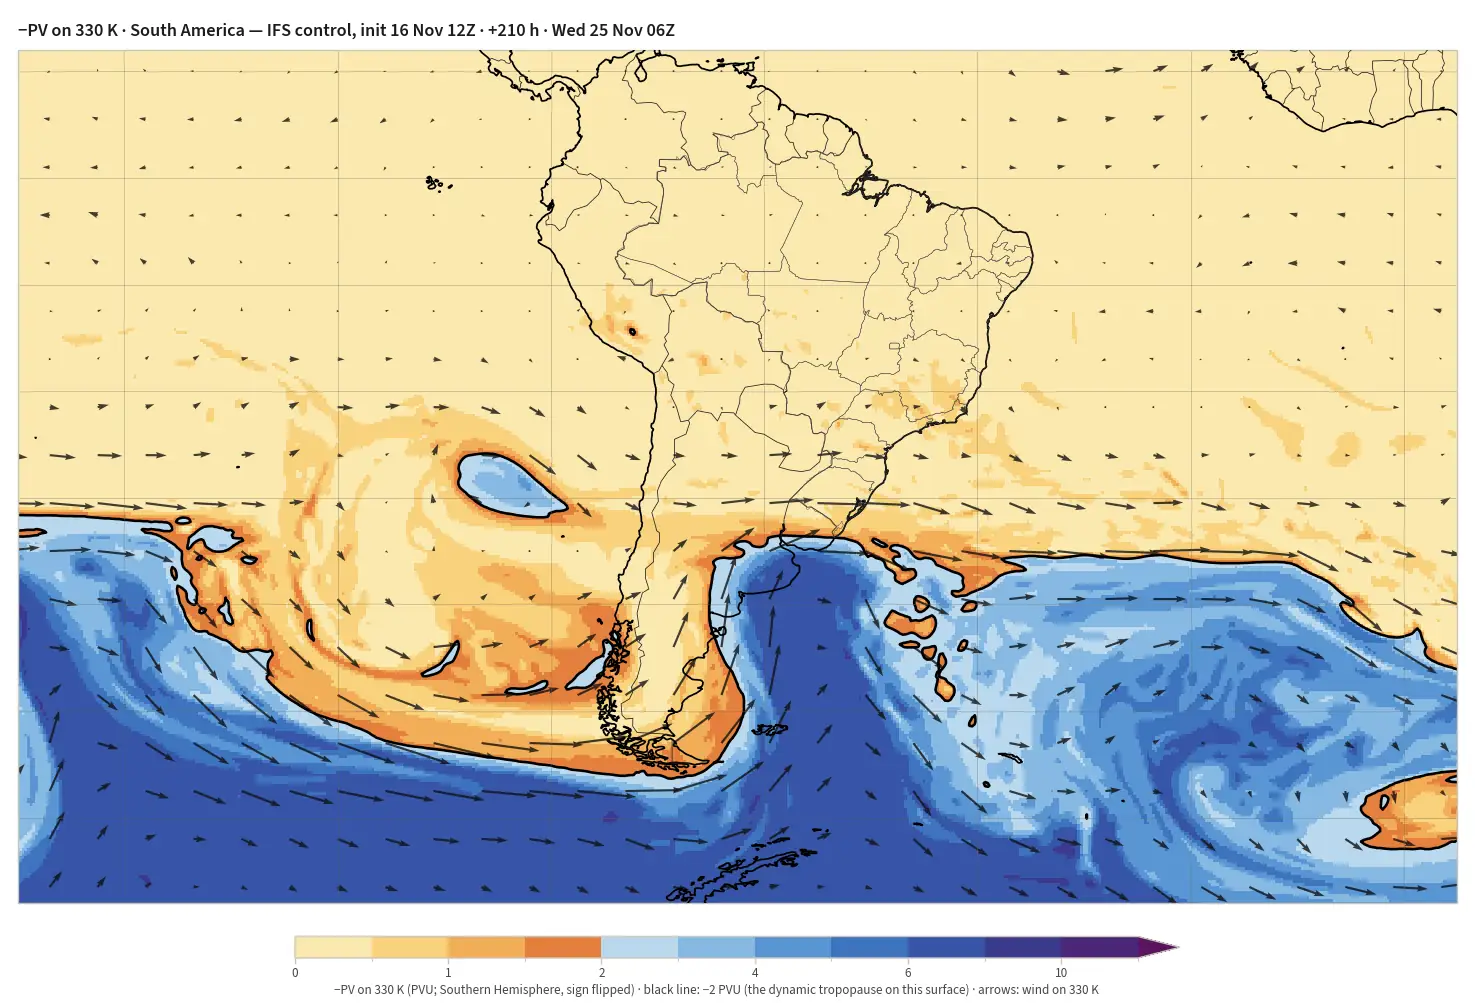 −PV on 330 K · South America — IFS control, init 16 Nov 12Z · +210 h · Wed 25 Nov 06Z
0 1 2 4 6 10
−PV on 330 K (PVU; Southern Hemisphere, sign flipped) · black line: −2 PVU (the dynamic tropopause on this surface) · arrows: wind on 330 K